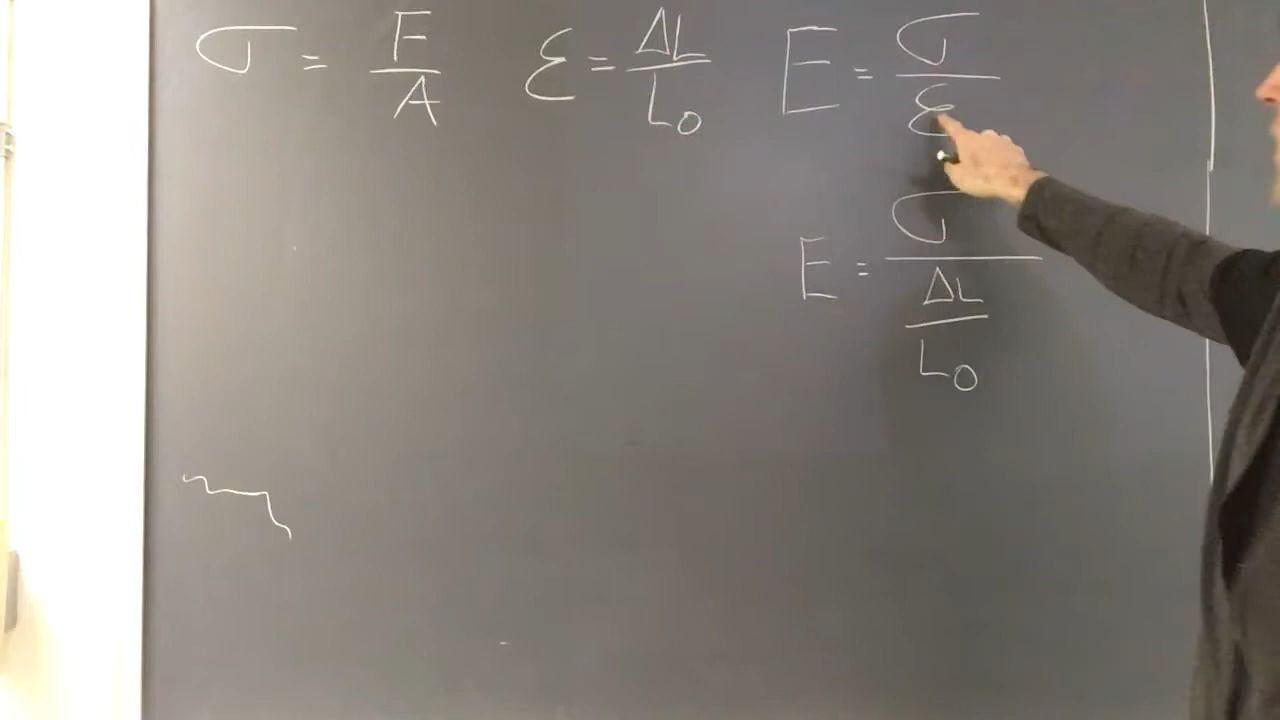 σ = F/A ε = ΔL/L₀ E = σ/ε
E = σ/(ΔL/L₀)